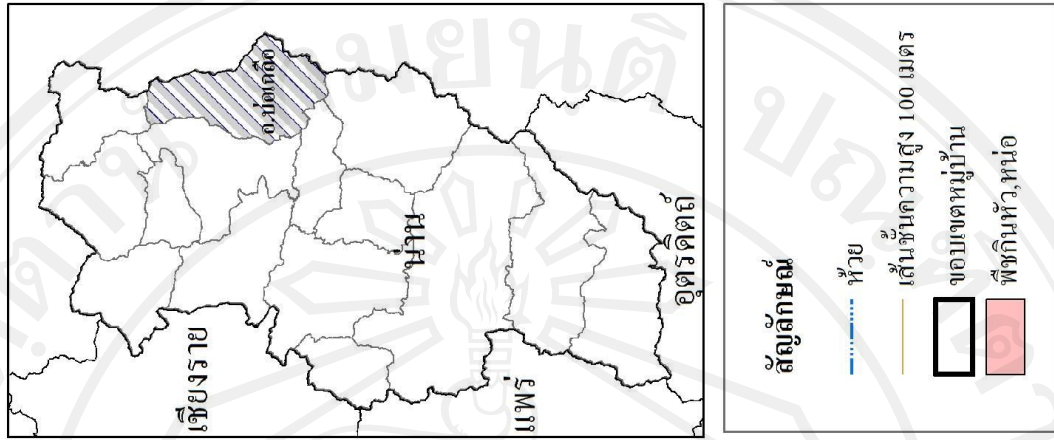 อ.บ่อเกลือ
เชียงราย
น่าน
แพร่
อุตรดิตถ์
สัญลักษณ์
ห้วย
เส้นชั้นความสูง 100 เมตร
ขอบเขตหมู่บ้าน
พืชกินหัว,หน่อ